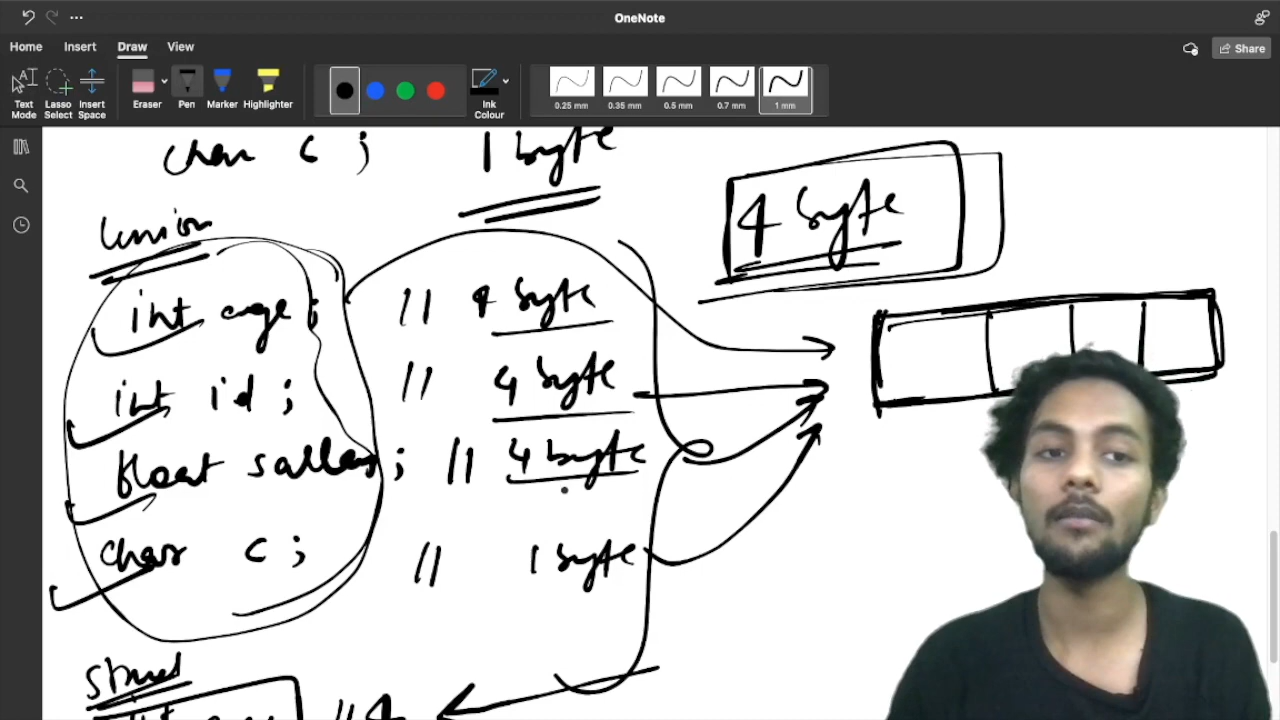 OneNote
Home Insert Draw View Share
Text Mode Lasso Select Insert Space Eraser Pen Marker Highlighter Ink Colour 0.25 mm 0.35 mm 0.5 mm 0.7 mm 1 mm
char c ; 1 byte
4 byte
Union
int age ; // 4 byte
int id ; // 4 byte
float sallary ; // 4 byte
char c ; // 1 byte
struct
// 4